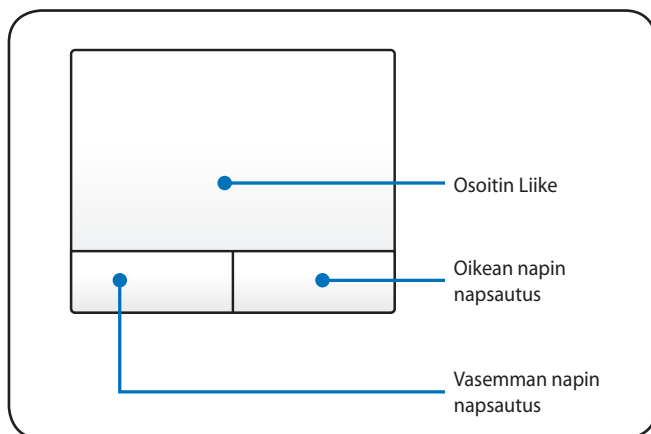 Osoitin Liike
Oikean napin
napsautus
Vasemman napin
napsautus